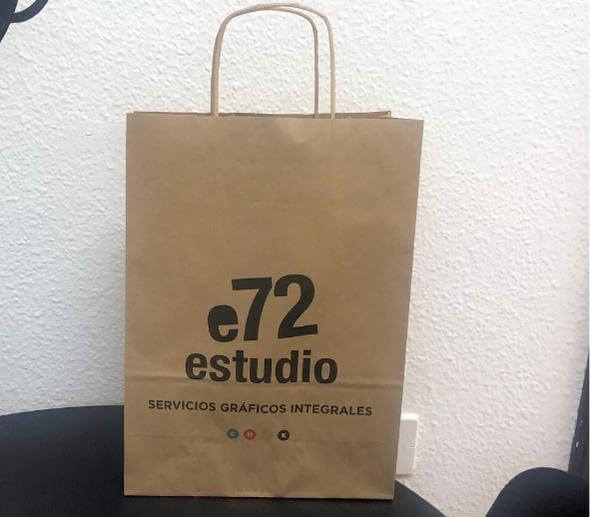 e72
estudio
SERVICIOS GRÁFICOS INTEGRALES
C M K